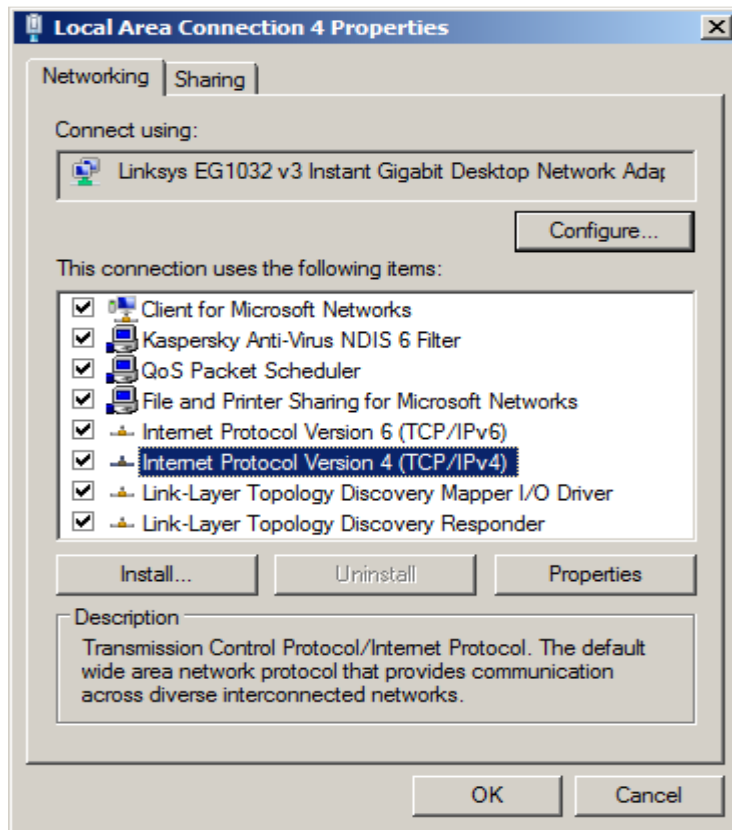 Local Area Connection 4 Properties
Networking
Sharing
Connect using:
Linksys EG1032 v3 Instant Gigabit Desktop Network Adap
Configure...
This connection uses the following items:
Client for Microsoft Networks
Kaspersky Anti-Virus NDIS 6 Filter
QoS Packet Scheduler
File and Printer Sharing for Microsoft Networks
Internet Protocol Version 6 (TCP/IPv6)
Internet Protocol Version 4 (TCP/IPv4)
Link-Layer Topology Discovery Mapper I/O Driver
Link-Layer Topology Discovery Responder
Install...
Uninstall
Properties
Description
Transmission Control Protocol/Internet Protocol. The default
wide area network protocol that provides communication
across diverse interconnected networks.
OK
Cancel